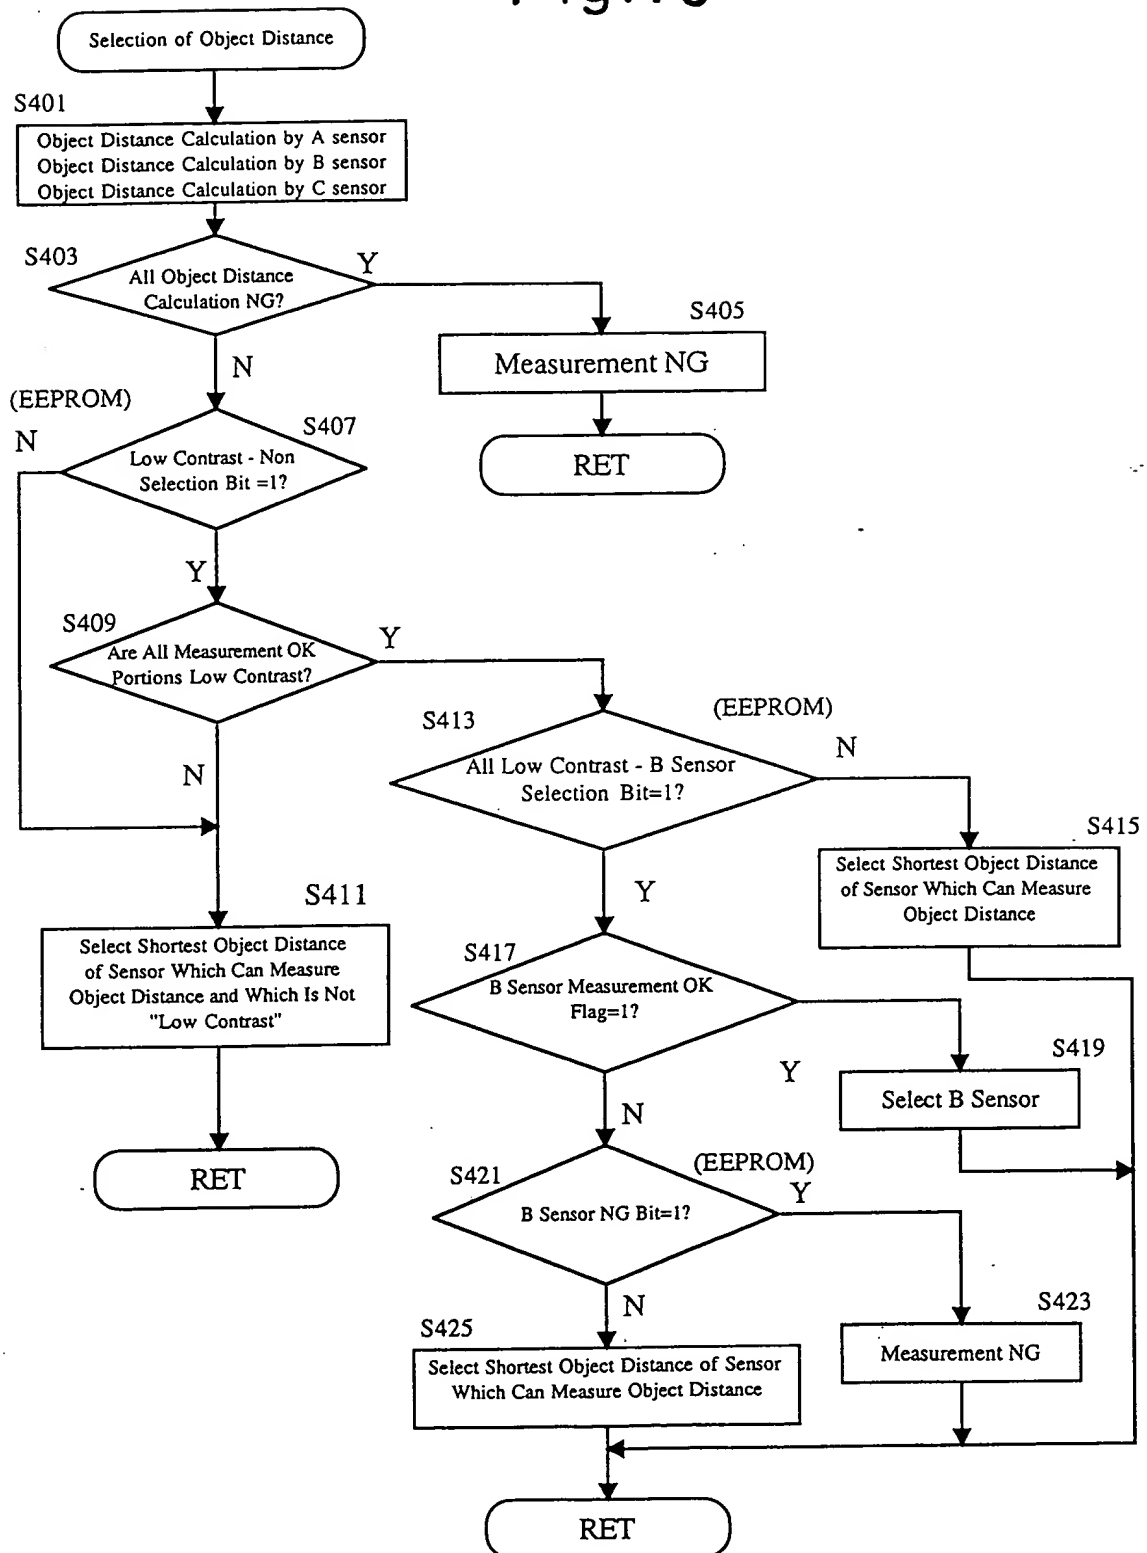 Selection of Object Distance
S401
Object Distance Calculation by A sensor
Object Distance Calculation by B sensor
Object Distance Calculation by C sensor
S403
All Object Distance
Calculation NG?
Y
N
S405
Measurement NG
RET
(EEPROM)
N
S407
Low Contrast - Non
Selection Bit =1?
Y
S409
Are All Measurement OK
Portions Low Contrast?
Y
N
S411
Select Shortest Object Distance
of Sensor Which Can Measure
Object Distance and Which Is Not
"Low Contrast"
RET
S413
(EEPROM)
All Low Contrast - B Sensor
Selection Bit=1?
N
Y
S415
Select Shortest Object Distance
of Sensor Which Can Measure
Object Distance
S417
B Sensor Measurement OK
Flag=1?
Y
N
S419
Select B Sensor
S421
(EEPROM)
B Sensor NG Bit=1?
Y
N
S423
Measurement NG
S425
Select Shortest Object Distance of Sensor
Which Can Measure Object Distance
RET